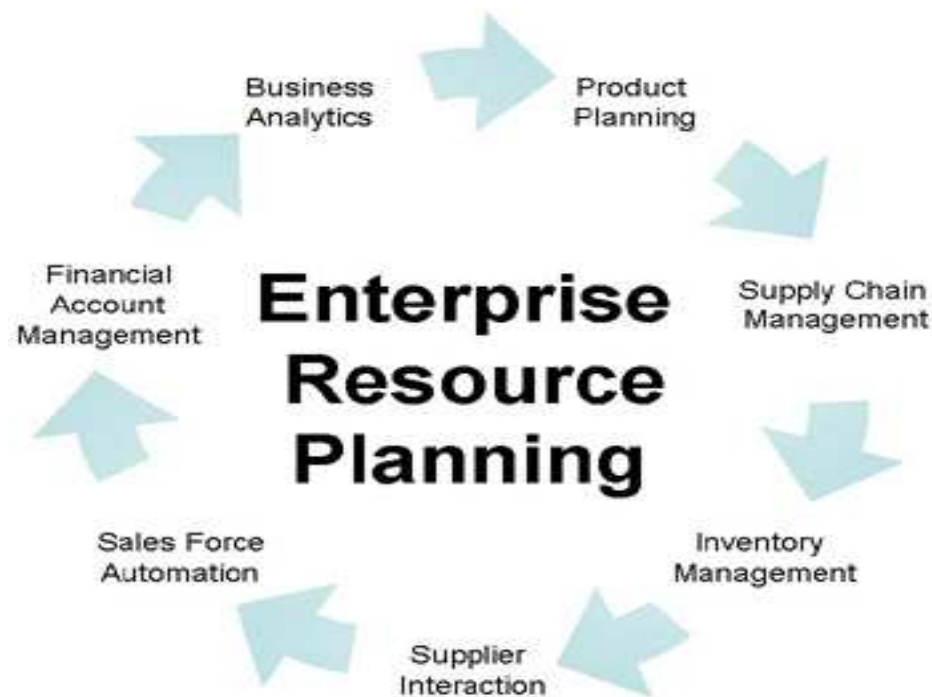 Business
Analytics
Product
Planning
Supply Chain
Management
Inventory
Management
Supplier
Interaction
Sales Force
Automation
Financial
Account
Management
Enterprise
Resource
Planning